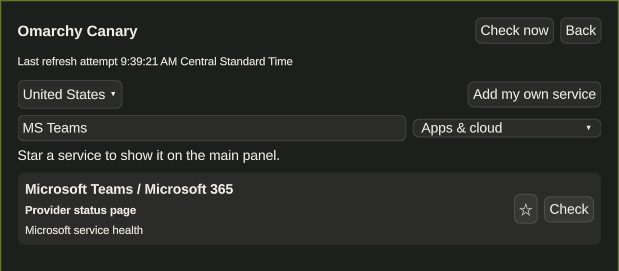 Omarchy Canary
Check now
Back
Last refresh attempt 9:39:21 AM Central Standard Time
United States
Add my own service
MS Teams
Apps & cloud
Star a service to show it on the main panel.
Microsoft Teams / Microsoft 365
Provider status page
Microsoft service health
Check